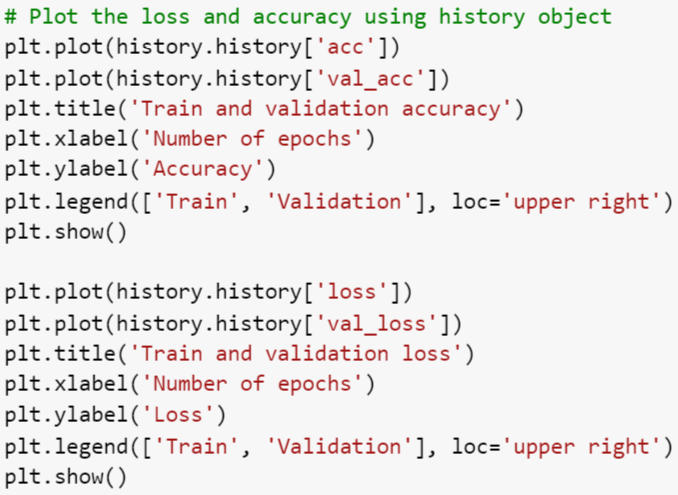 # Plot the loss and accuracy using history object
plt.plot(history.history['acc'])
plt.plot(history.history['val_acc'])
plt.title('Train and validation accuracy')
plt.xlabel('Number of epochs')
plt.ylabel('Accuracy')
plt.legend(['Train', 'Validation'], loc='upper right')
plt.show()

plt.plot(history.history['loss'])
plt.plot(history.history['val_loss'])
plt.title('Train and validation loss')
plt.xlabel('Number of epochs')
plt.ylabel('Loss')
plt.legend(['Train', 'Validation'], loc='upper right')
plt.show()